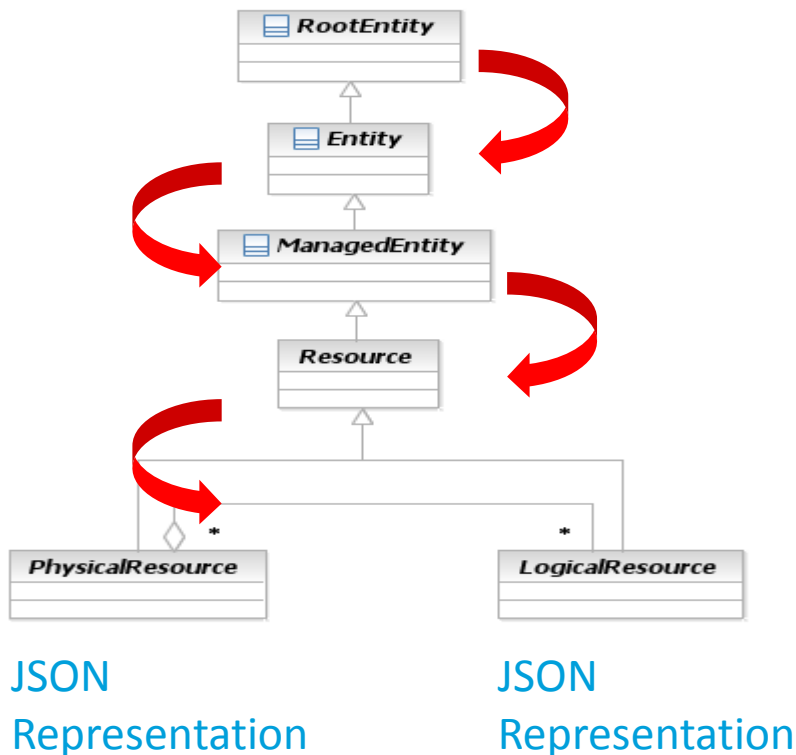 RootEntity
Entity
ManagedEntity
Resource
* *
PhysicalResource LogicalResource
JSON JSON
Representation Representation